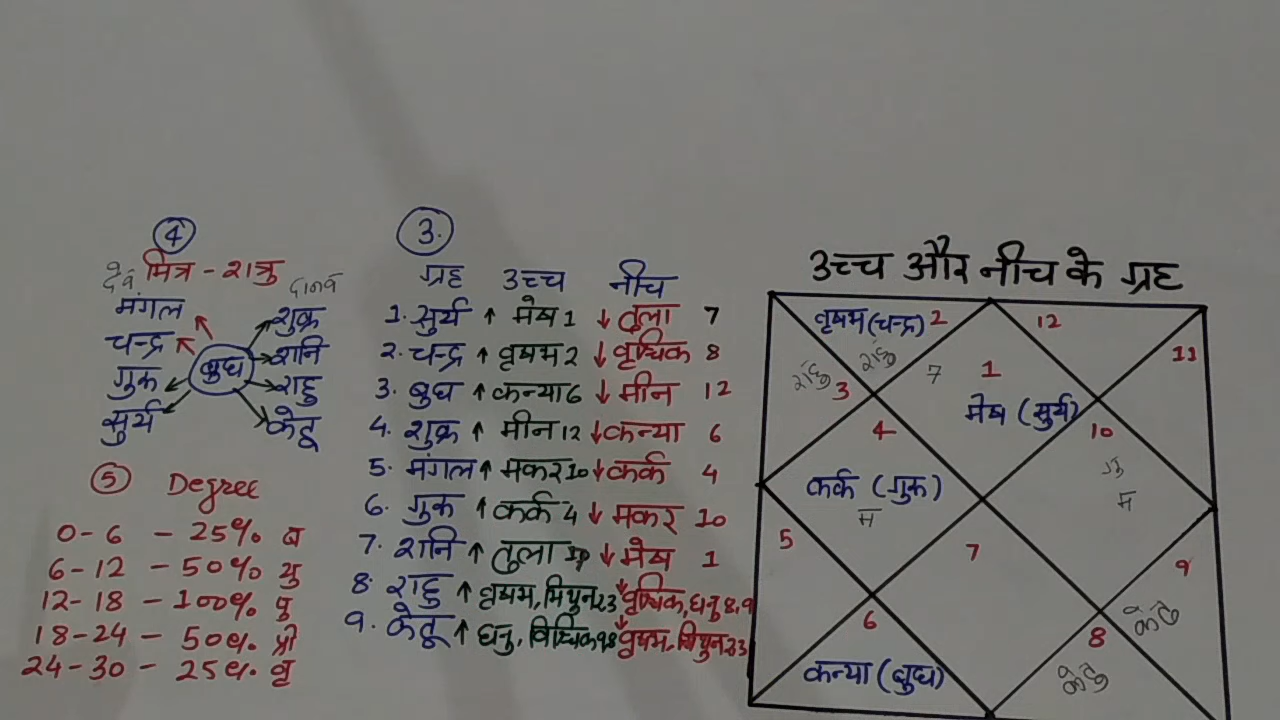 ④
मित्र - शत्रु
दानव
मंगल
शुक्र
चन्द्र
शनि
बुध
गुरू
राहु
सूर्य
केतू
⑤ Degree
0-6 - 25% ब
6-12 - 50% यु
12-18 - 100% पु
18-24 - 50% प्रौ
24-30 - 25% वृ
③.
ग्रह उच्च नीच
1. सूर्य ↑ मेष 1 ↓ तुला 7
2. चन्द्र ↑ वृषभ 2 ↓ वृश्चिक 8
3. बुध ↑ कन्या 6 ↓ मीन 12
4. शुक्र ↑ मीन 12 ↓ कन्या 6
5. मंगल ↑ मकर 10 ↓ कर्क 4
6. गुरू ↑ कर्क 4 ↓ मकर 10
7. शनि ↑ तुला ↓ मेष 1
8. राहु ↑ वृषभ, मिथुन 2 3 ↓ वृश्चिक, धनु 8, 9
9. केतू ↑ धनु, विश्चिक 9 8 ↓ वृषभ, मिथुन 2 3
उच्च और नीच के ग्रह
वृषभ (चन्द्र) 2 12
11
राहु राहु 7 1
3
मेष (सूर्य)
4 10
कर्क (गुरू)
म म
5 7
9
6 8
केतु
कन्या (बुध) केतु